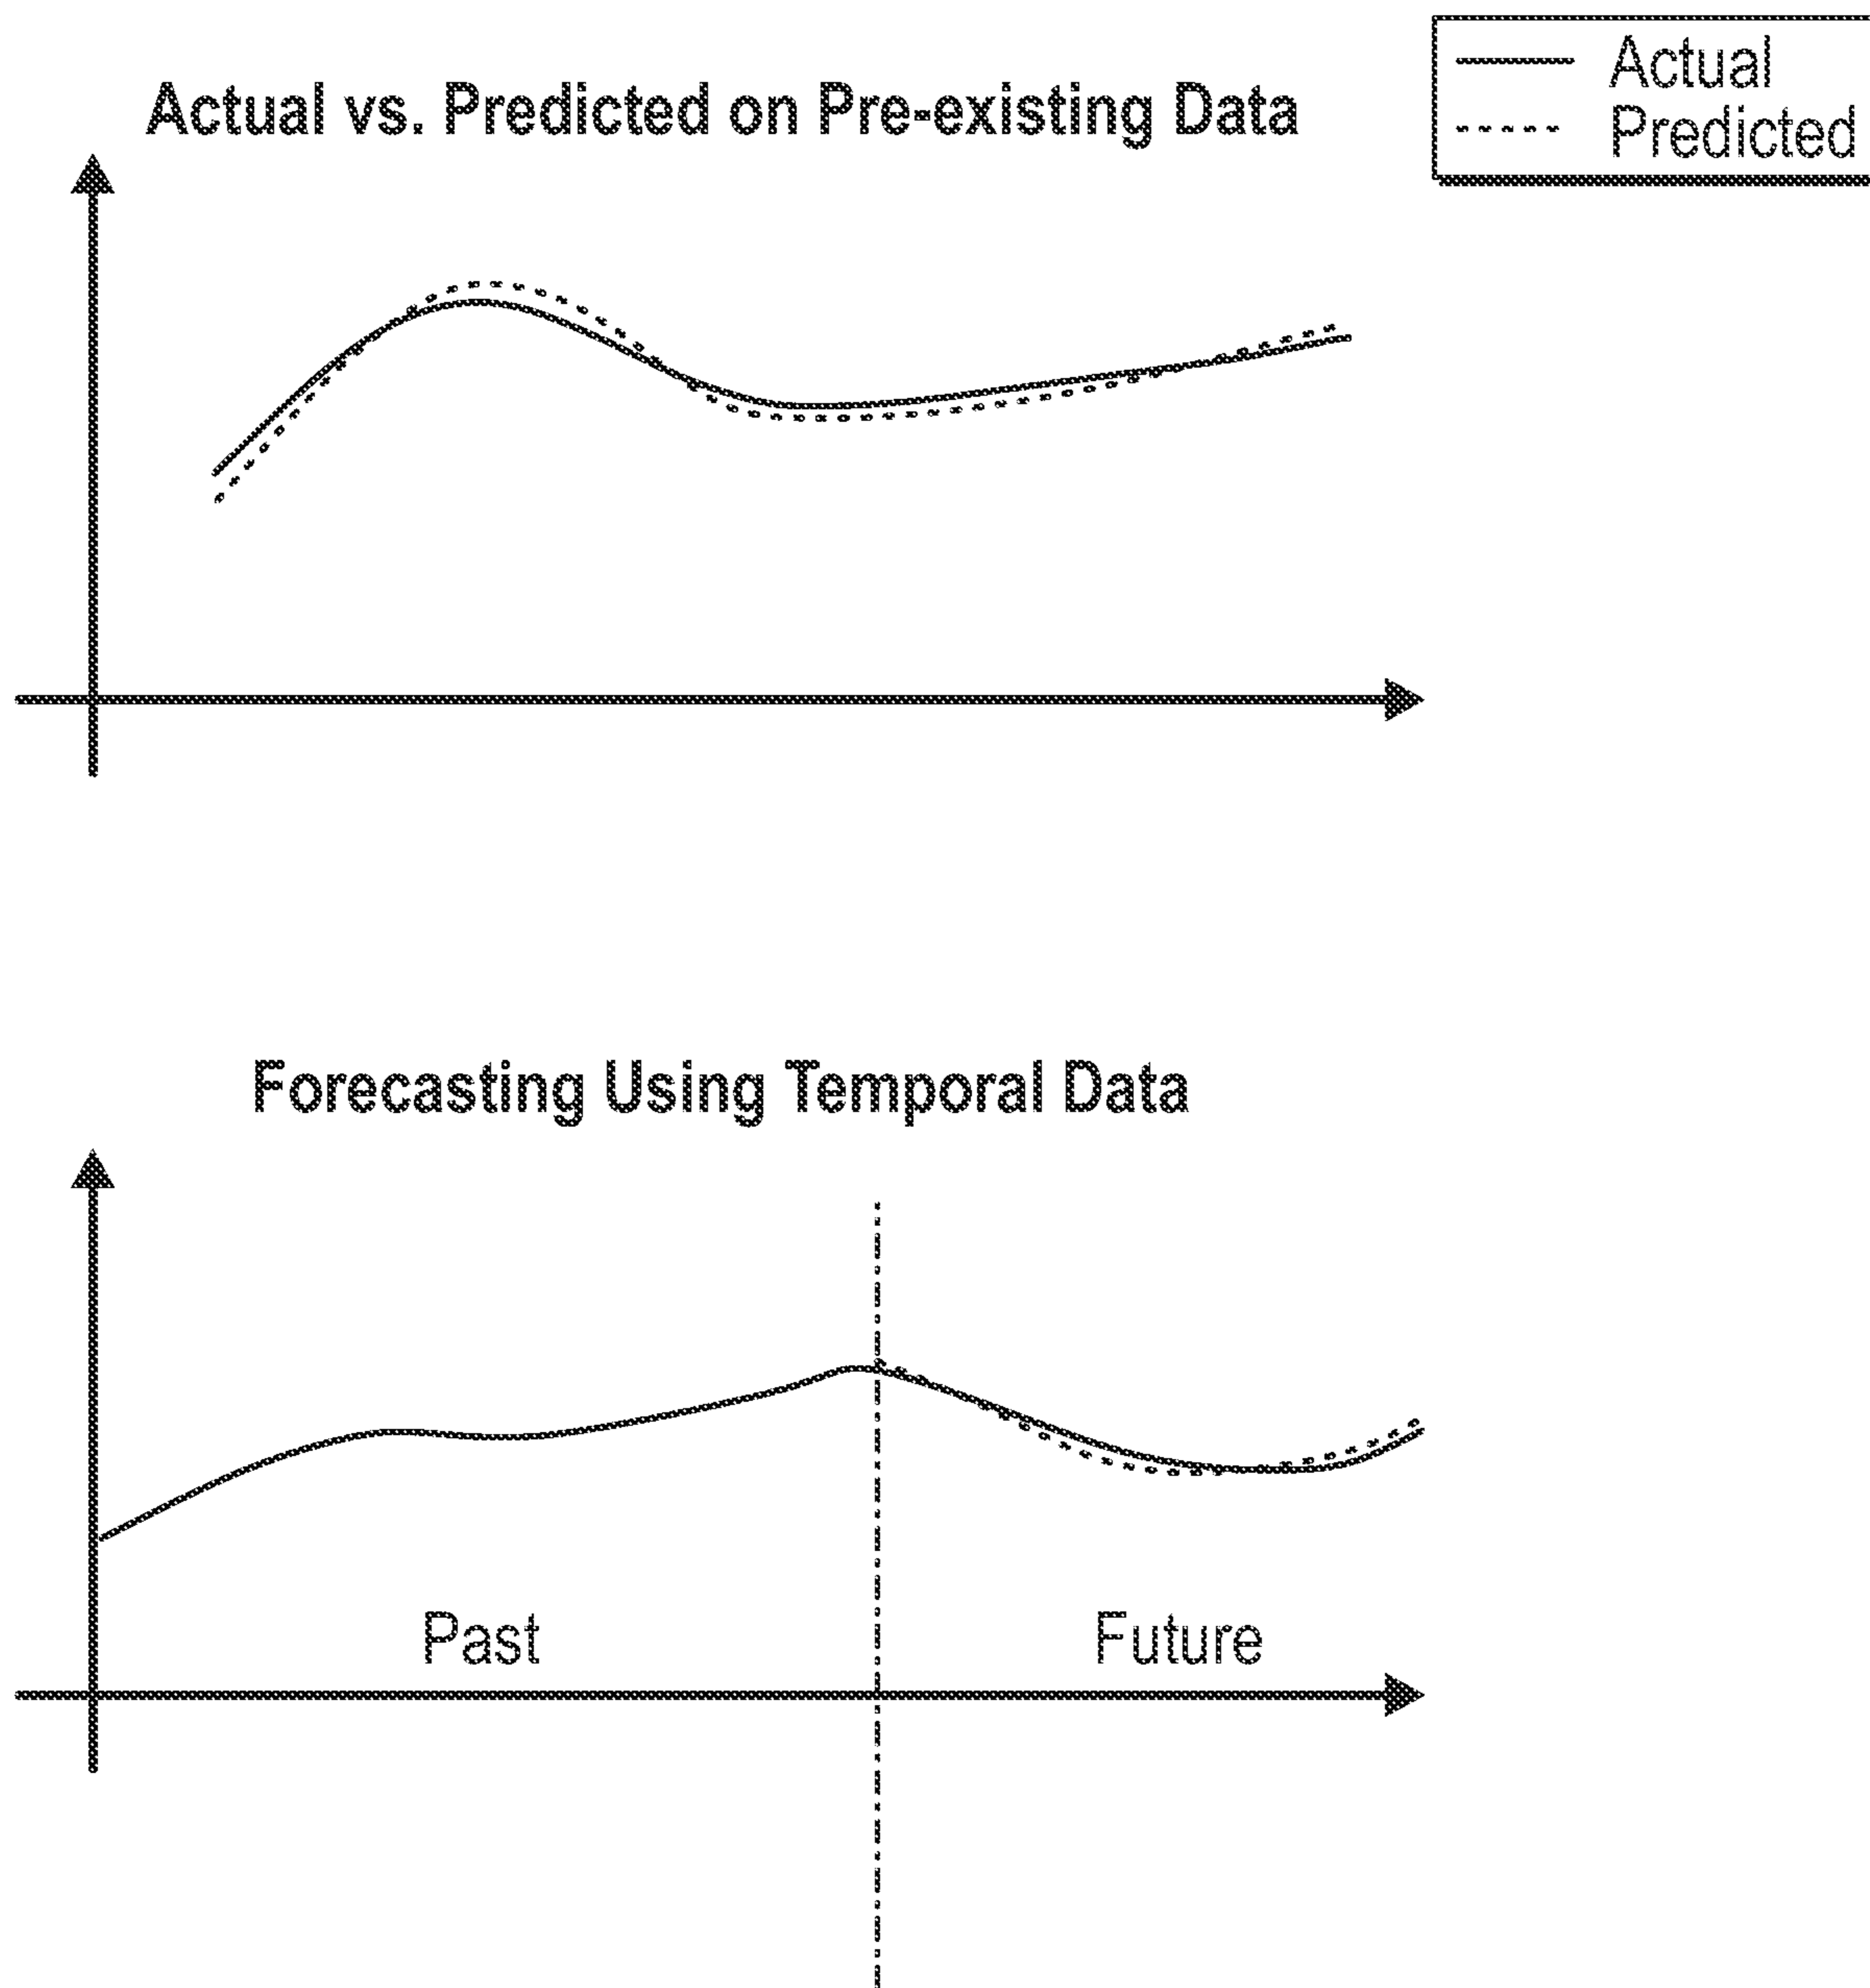 Actual
Predicted
Actual vs. Predicted on Pre-existing Data
Forecasting Using Temporal Data
Past
Future